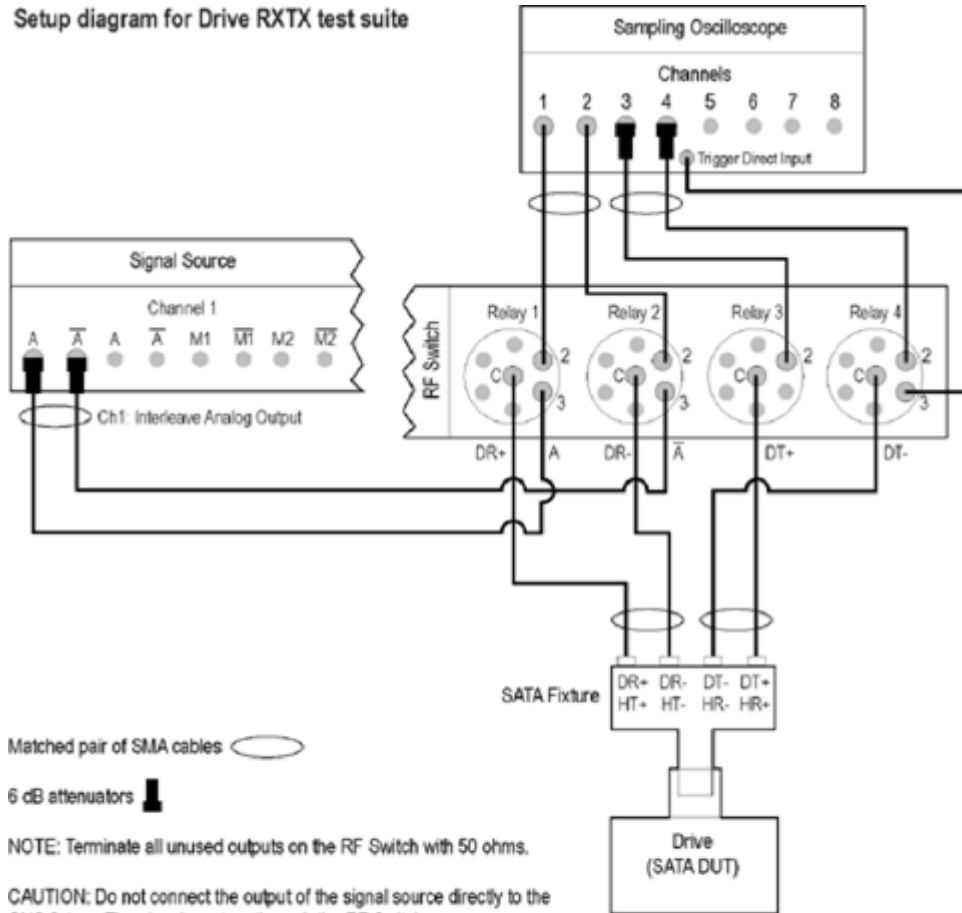 Setup diagram for Drive RXTX test suite
Sampling Oscilloscope
Channels
1 2 3 4 5 6 7 8
Trigger Direct Input
Signal Source
Channel 1
A A̅ A A̅ M1 M̅1̅ M2 M̅2̅
Ch1: Interleave Analog Output
RF Switch
Relay 1 Relay 2 Relay 3 Relay 4
2 2 2 2
C C C C
3 3 3
DR+ A DR- A̅ DT+ DT-
SATA Fixture
DR+ DR- DT- DT+
HT+ HT- HR- HR+
Matched pair of SMA cables
6 dB attenuators
NOTE: Terminate all unused outputs on the RF Switch with 50 ohms.
Drive
(SATA DUT)
CAUTION: Do not connect the output of the signal source directly to the